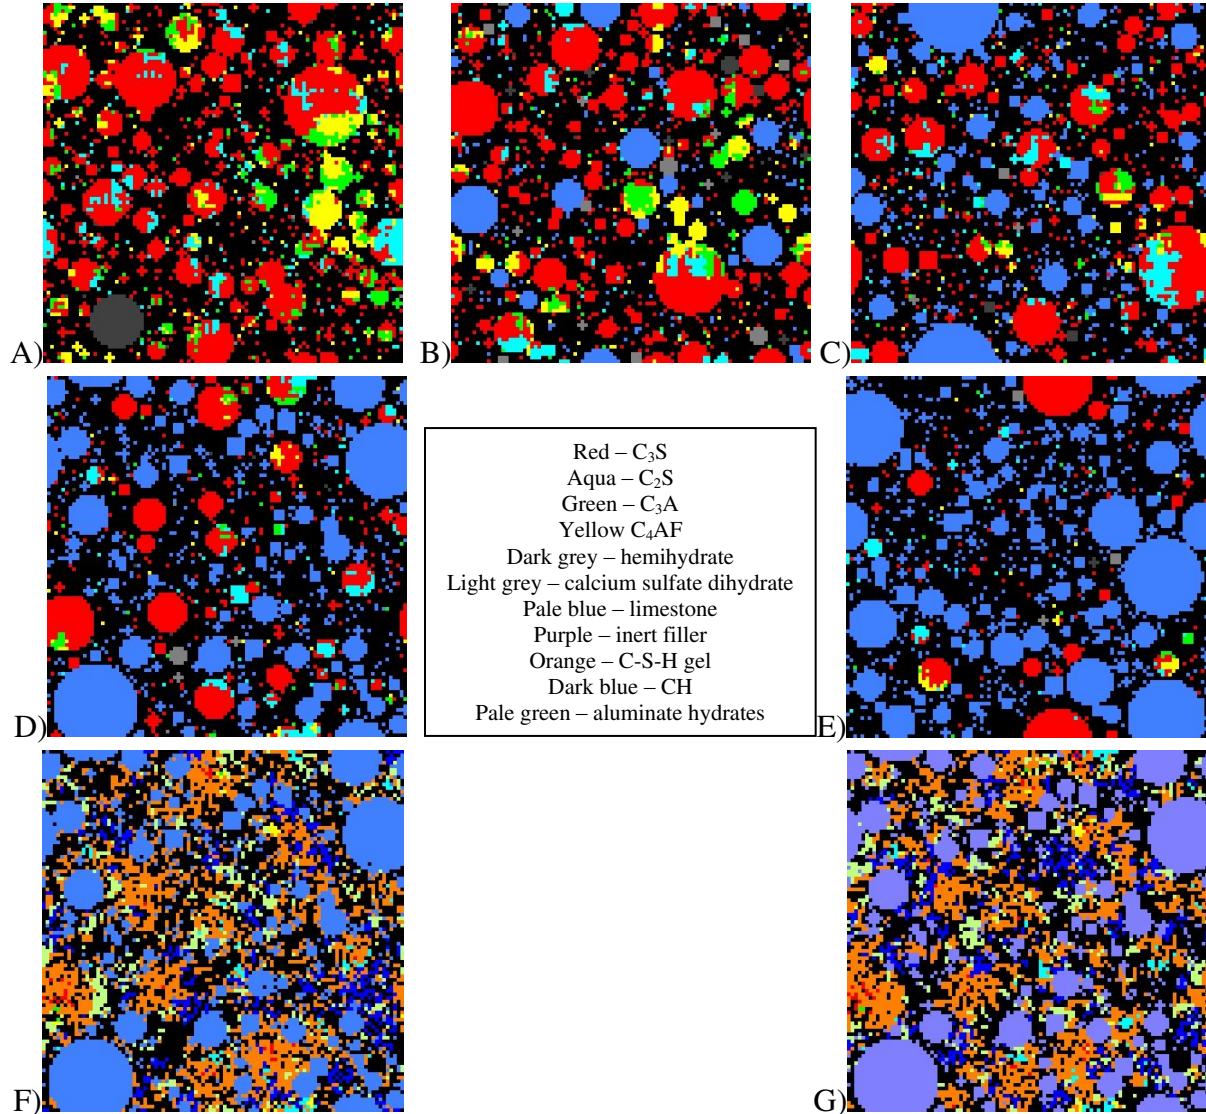 A) B) C)
Red – C₃S
Aqua – C₂S
Green – C₃A
Yellow C₄AF
Dark grey – hemihydrate
Light grey – calcium sulfate dihydrate
Pale blue – limestone
Purple – inert filler
Orange – C-S-H gel
Dark blue – CH
Pale green – aluminate hydrates
D) E)
F) G)